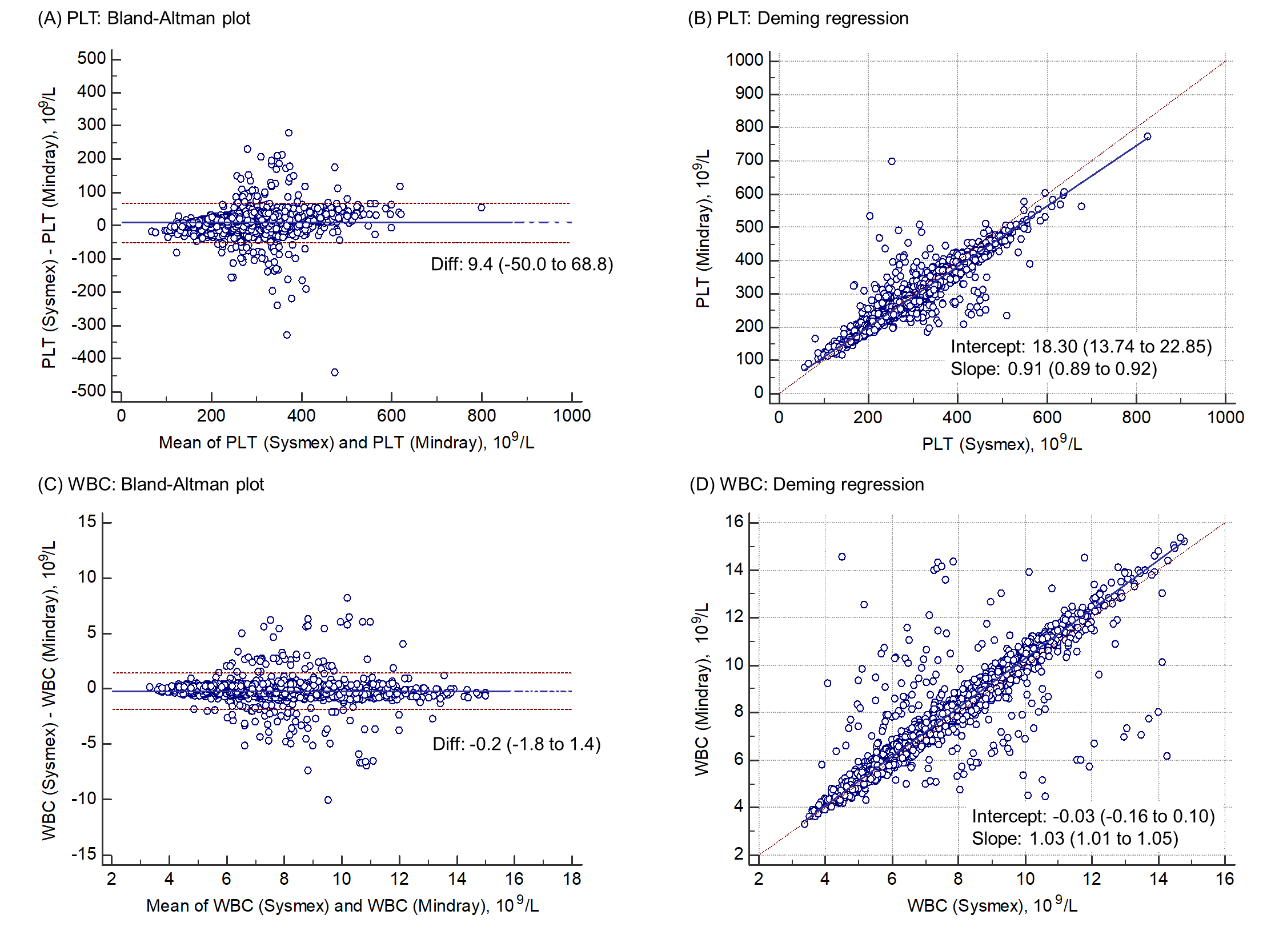 (A) PLT: Bland-Altman plot
PLT (Sysmex) - PLT (Mindray), 10⁹/L
500
400
300
200
100
0
-100
-200
-300
-400
-500
Diff: 9.4 (-50.0 to 68.8)
0 200 400 600 800 1000
Mean of PLT (Sysmex) and PLT (Mindray), 10⁹/L
(B) PLT: Deming regression
PLT (Mindray), 10⁹/L
1000
900
800
700
600
500
400
300
200
100
0
Intercept: 18.30 (13.74 to 22.85)
Slope: 0.91 (0.89 to 0.92)
0 200 400 600 800 1000
PLT (Sysmex), 10⁹/L
(C) WBC: Bland-Altman plot
WBC (Sysmex) - WBC (Mindray), 10⁹/L
15
10
5
0
-5
-10
-15
Diff: -0.2 (-1.8 to 1.4)
2 4 6 8 10 12 14 16 18
Mean of WBC (Sysmex) and WBC (Mindray), 10⁹/L
(D) WBC: Deming regression
WBC (Mindray), 10⁹/L
16
14
12
10
8
6
4
2
Intercept: -0.03 (-0.16 to 0.10)
Slope: 1.03 (1.01 to 1.05)
2 4 6 8 10 12 14 16
WBC (Sysmex), 10⁹/L